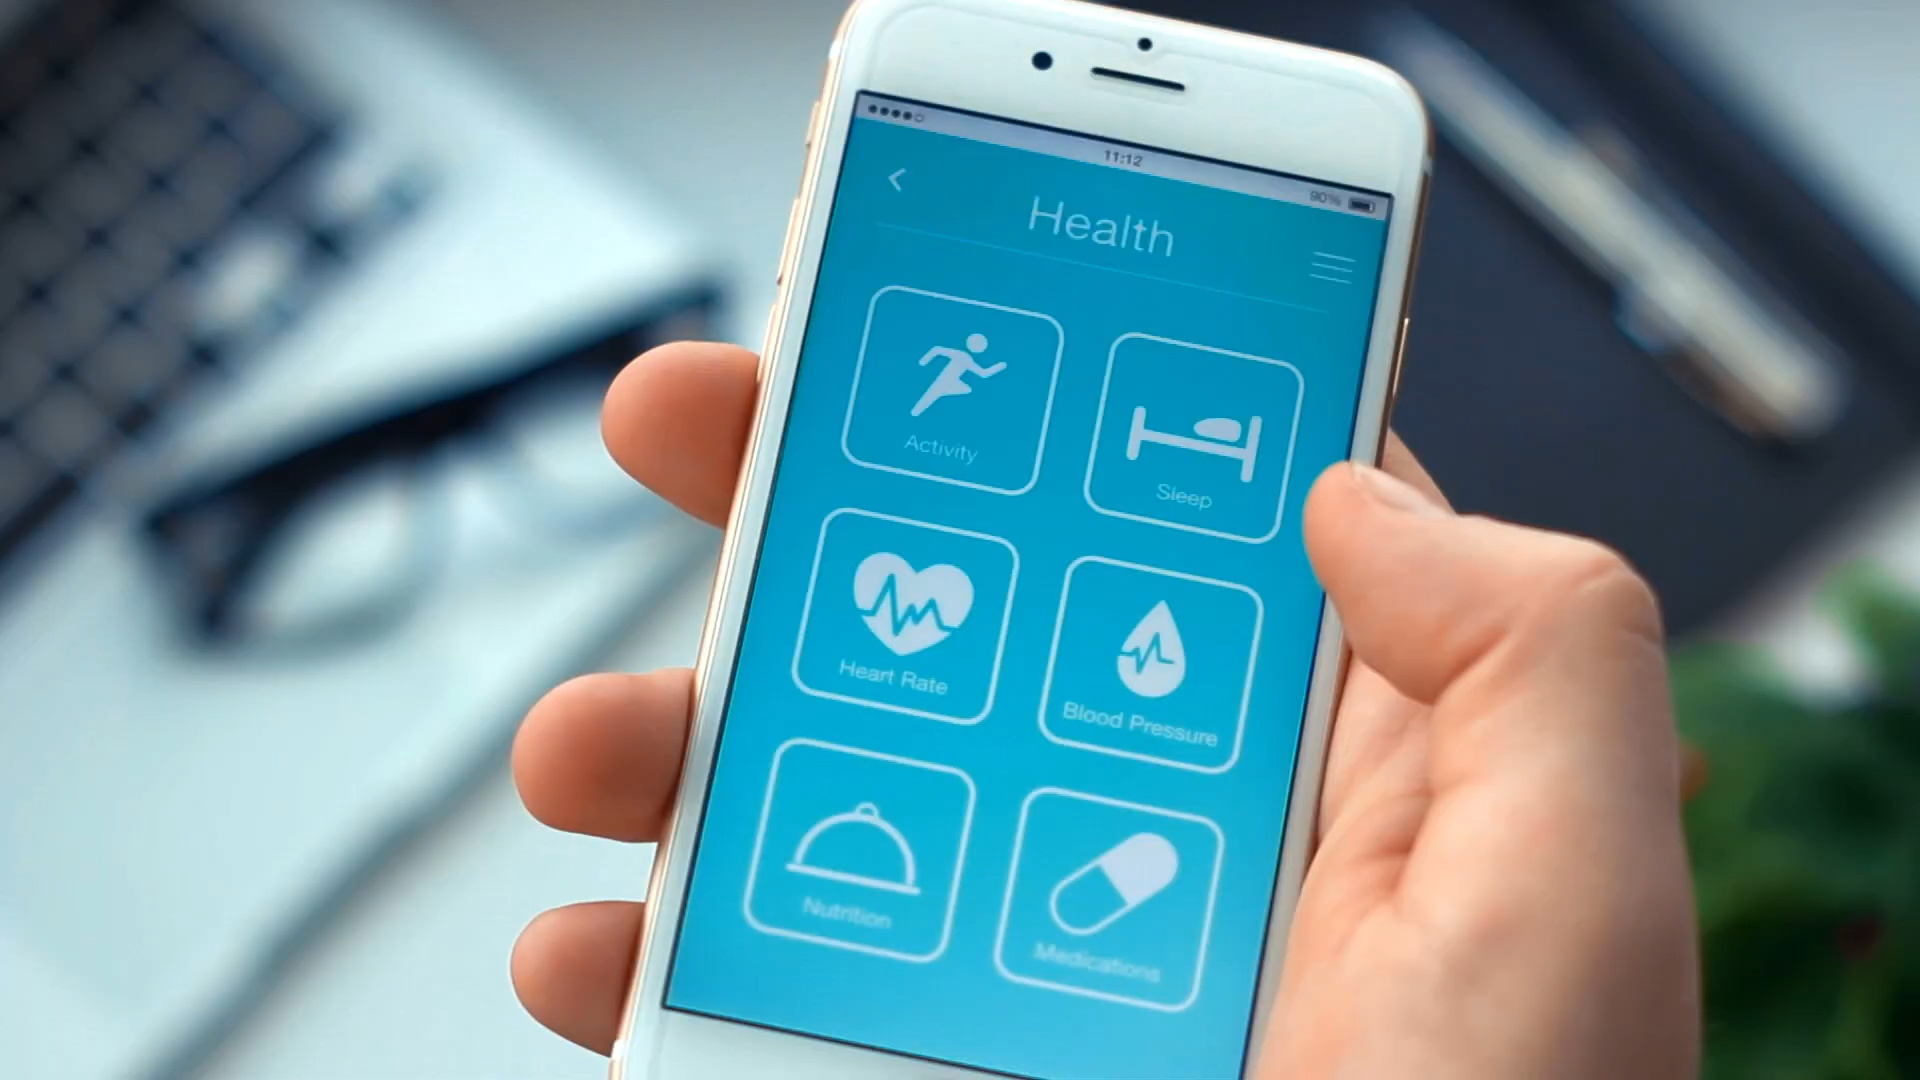 11:12
90%
Health
Activity
Sleep
Heart Rate
Blood Pressure
Nutrition
Medications